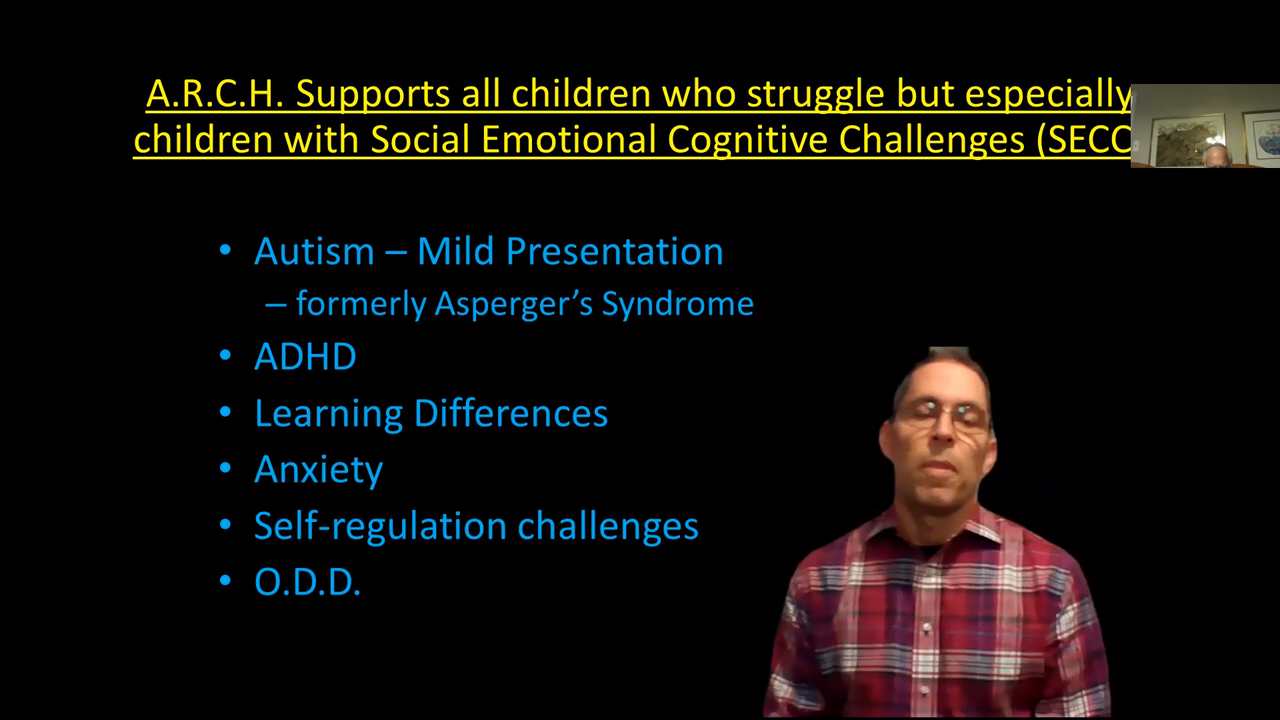 A.R.C.H. Supports all children who struggle but especially
children with Social Emotional Cognitive Challenges (SECC
• Autism – Mild Presentation
– formerly Asperger’s Syndrome
• ADHD
• Learning Differences
• Anxiety
• Self-regulation challenges
• O.D.D.